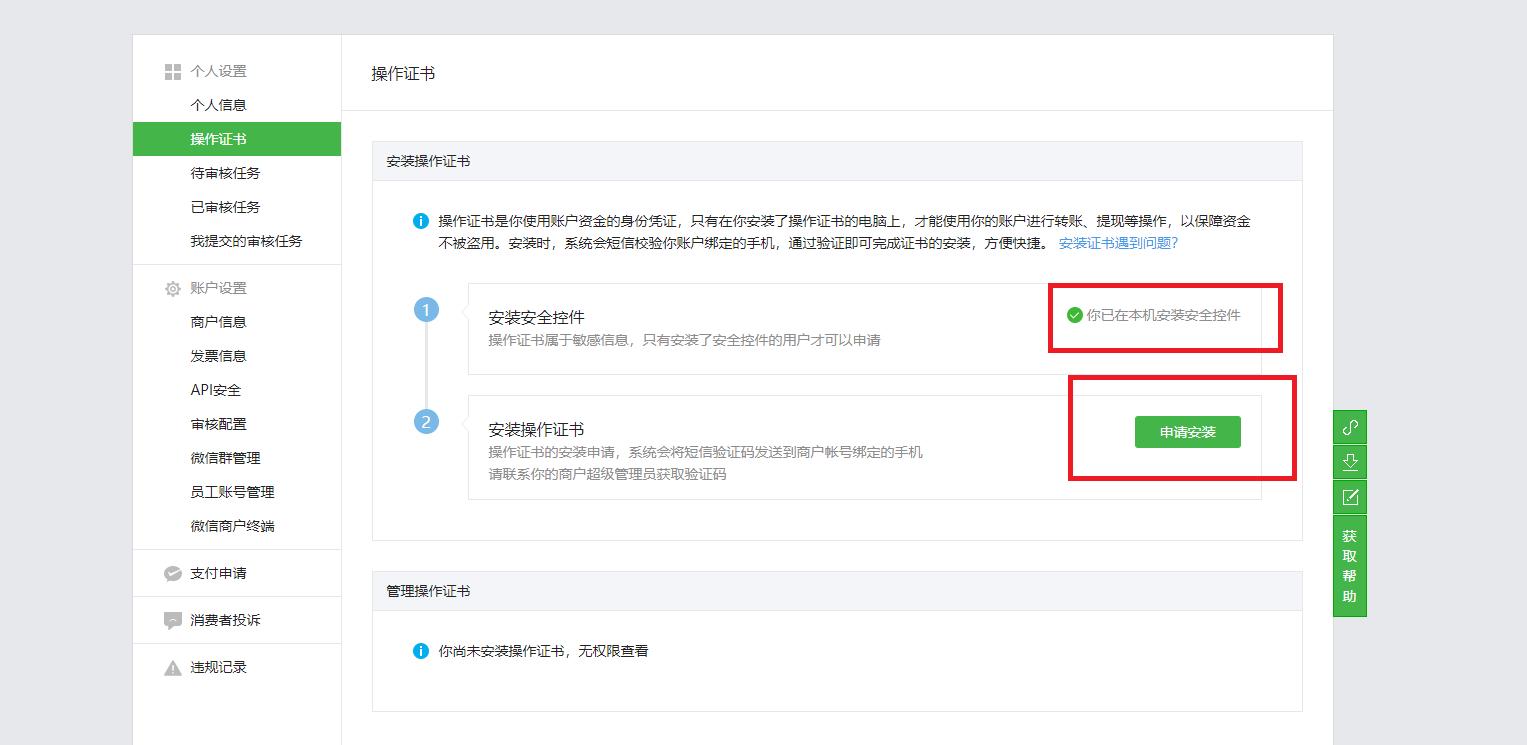 个人设置
个人信息
操作证书
待审核任务
已审核任务
我提交的审核任务
账户设置
商户信息
发票信息
API安全
审核配置
微信群管理
员工账号管理
微信商户终端
支付申请
消费者投诉
违规记录
操作证书
安装操作证书
操作证书是你使用账户资金的身份凭证，只有在你安装了操作证书的电脑上，才能使用你的账户进行转账、提现等操作，以保障资金
不被盗用。安装时，系统会短信校验你账户绑定的手机，通过验证即可完成证书的安装，方便快捷。 安装证书遇到问题?
1
安装安全控件
操作证书属于敏感信息，只有安装了安全控件的用户才可以申请
你已在本机安装安全控件
2
安装操作证书
操作证书的安装申请，系统会将短信验证码发送到商户帐号绑定的手机
请联系你的商户超级管理员获取验证码
申请安装
管理操作证书
你尚未安装操作证书，无权限查看
获
取
帮
助